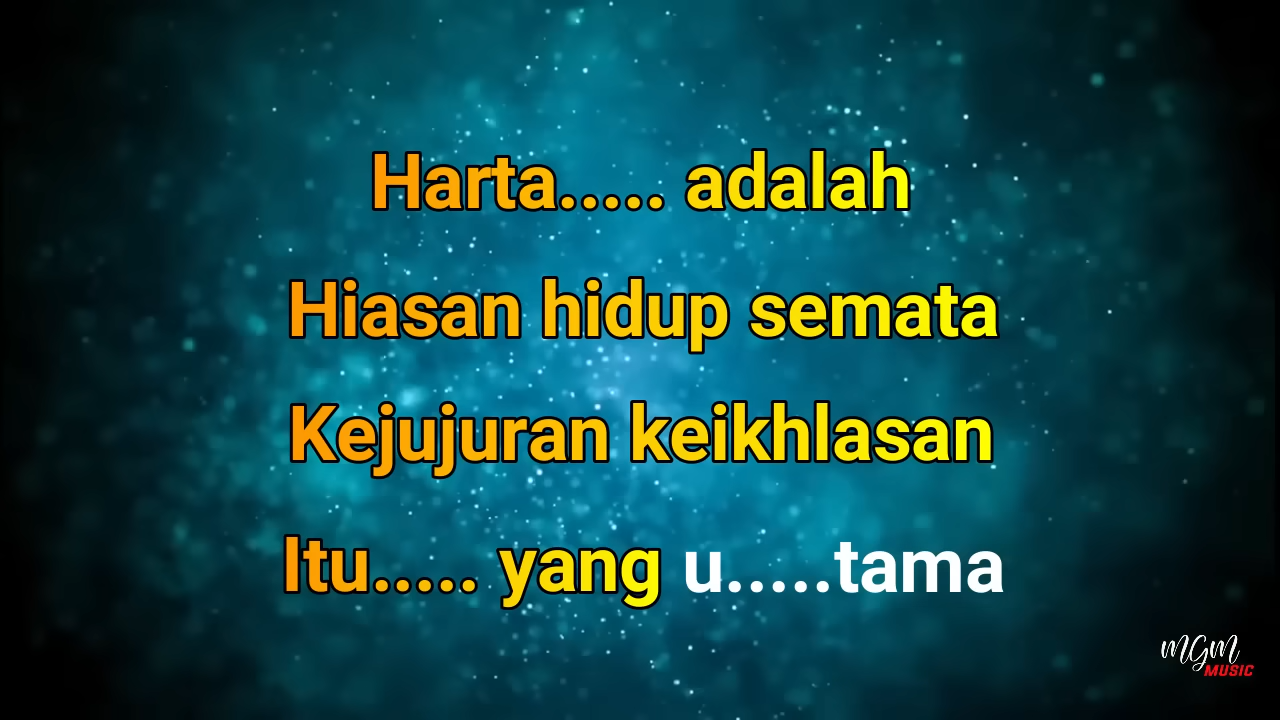 Harta..... adalah
Hiasan hidup semata
Kejujuran keikhlasan
Itu..... yang u.....tama
MGM
MUSIC